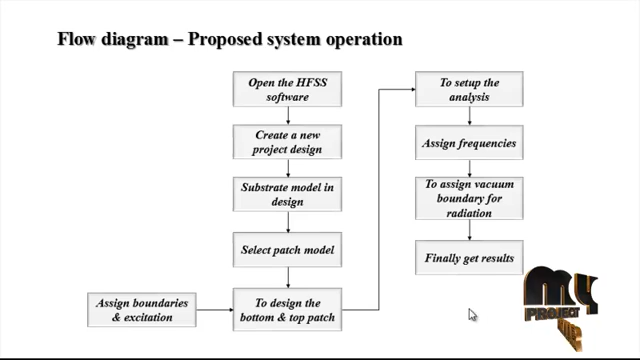 Flow diagram – Proposed system operation
Open the HFSS
software
Create a new
project design
Substrate model in
design
Select patch model
Assign boundaries
& excitation
To design the
bottom & top patch
To setup the
analysis
Assign frequencies
To assign vacuum
boundary for
radiation
Finally get results
my
PROJECT